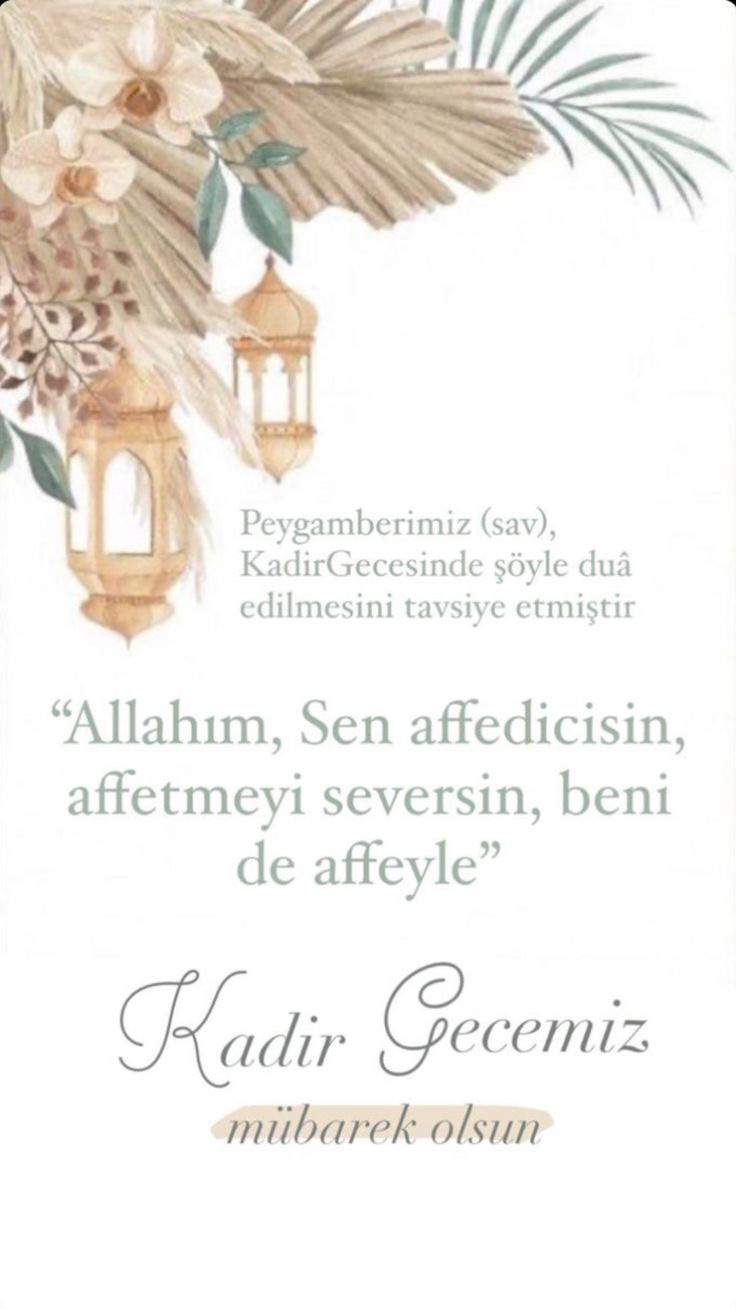 Peygamberimiz (sav),
KadirGecesinde şöyle duâ
edilmesini tavsiye etmiştir
“Allahım, Sen affedicisin,
affetmeyi seversin, beni
de affeyle”
Kadir Gecemiz
mübarek olsun